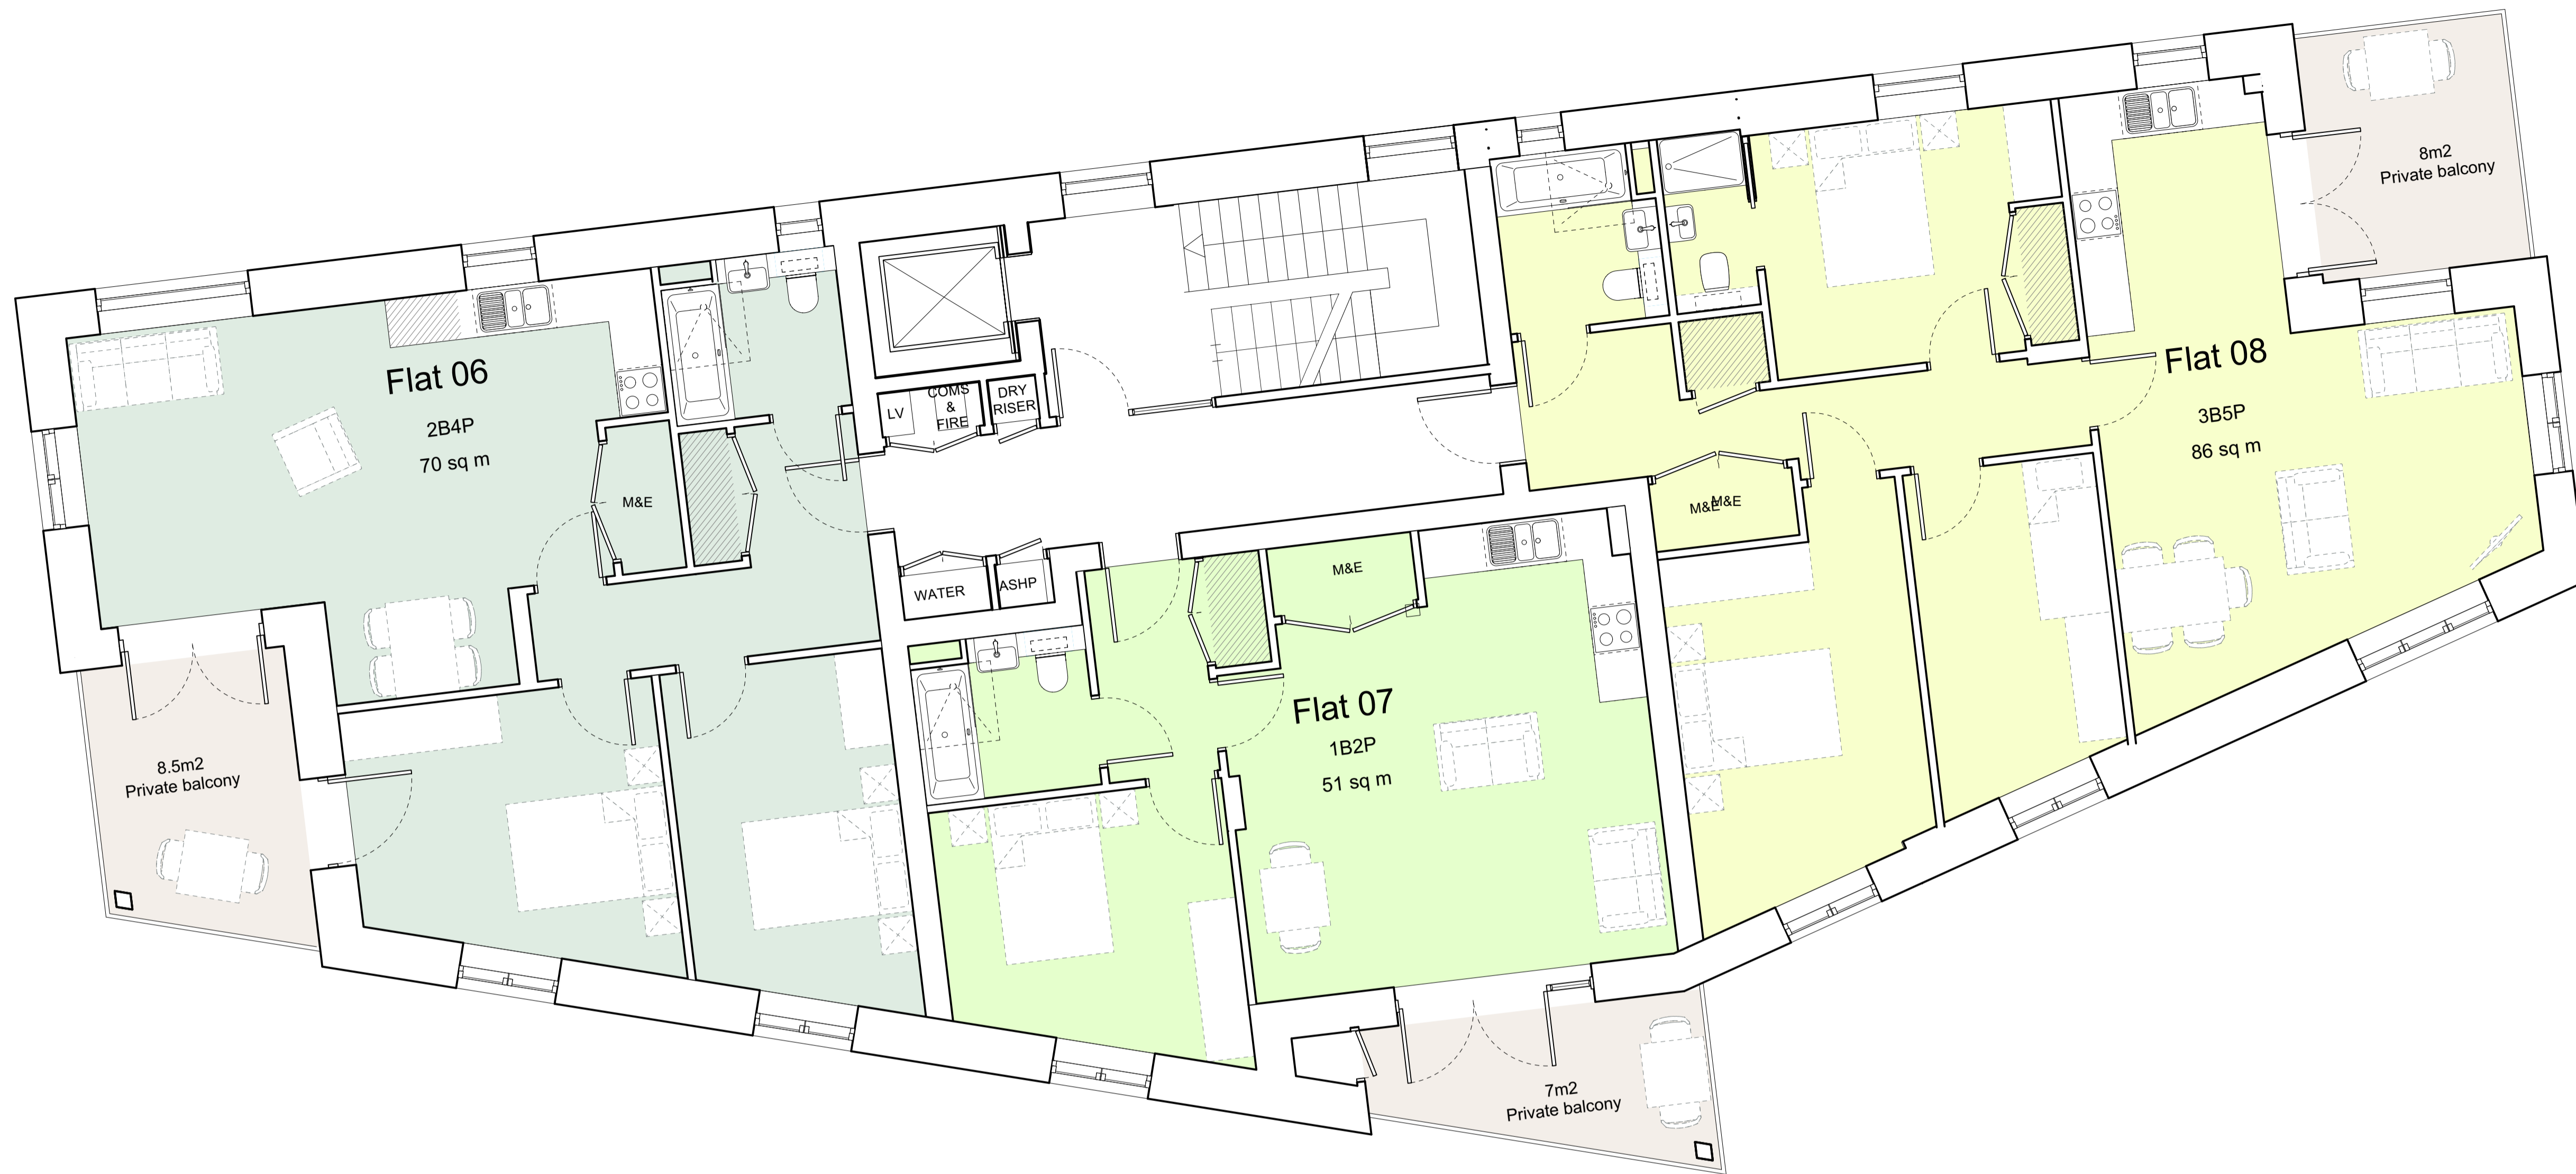 Flat 06
2B4P
70 sq m
M&E
8.5m2
Private balcony
LV
COMS
&
FIRE
DRY
RISER
WATER
ASHP
M&E
Flat 07
1B2P
51 sq m
7m2
Private balcony
M&E
M&E
Flat 08
3B5P
86 sq m
8m2
Private balcony